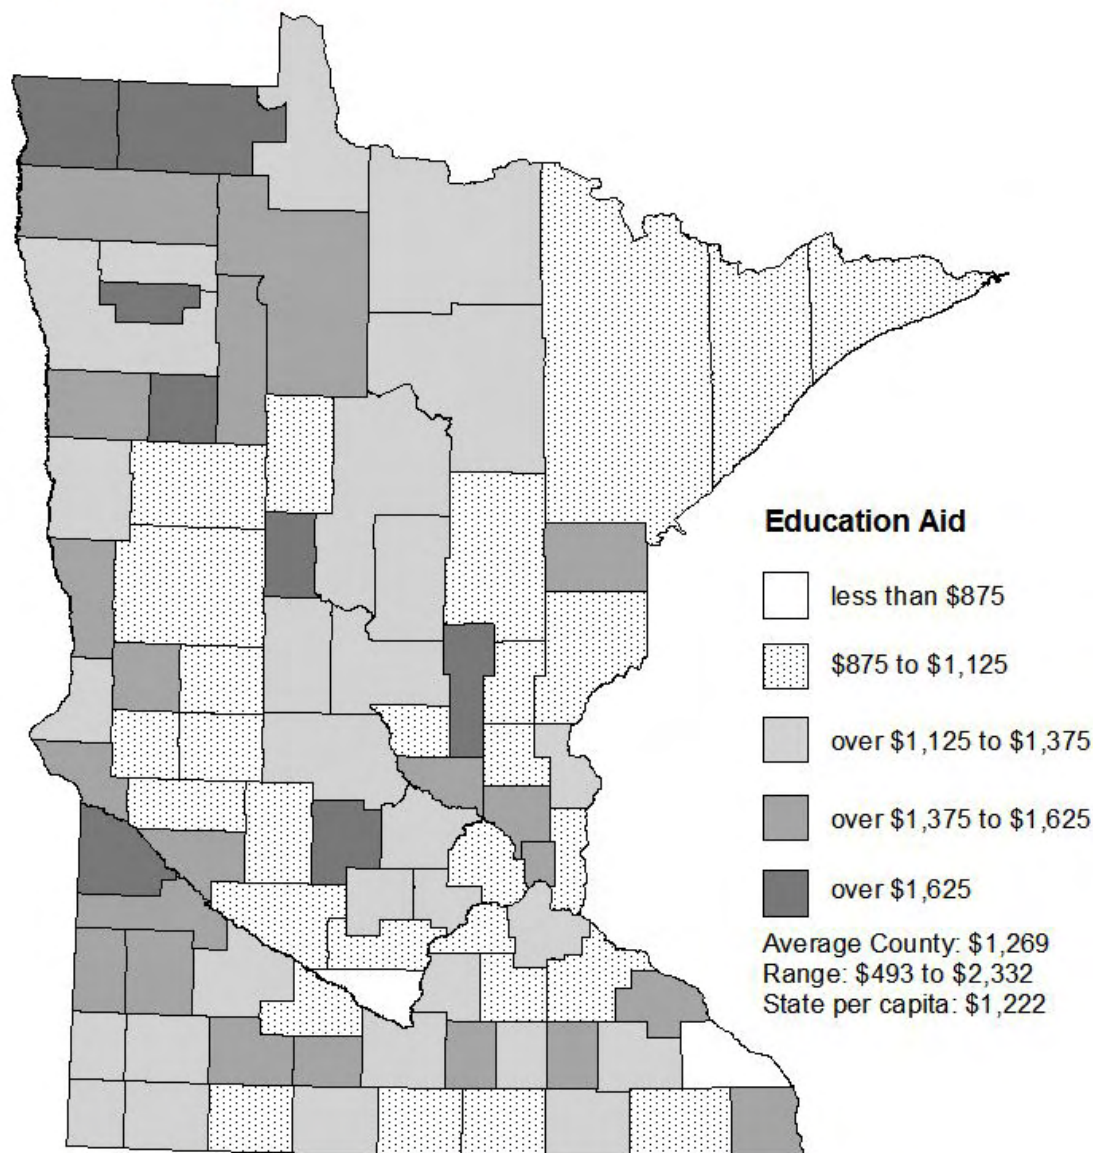 Education Aid
less than $875
$875 to $1,125
over $1,125 to $1,375
over $1,375 to $1,625
over $1,625
Average County: $1,269
Range: $493 to $2,332
State per capita: $1,222